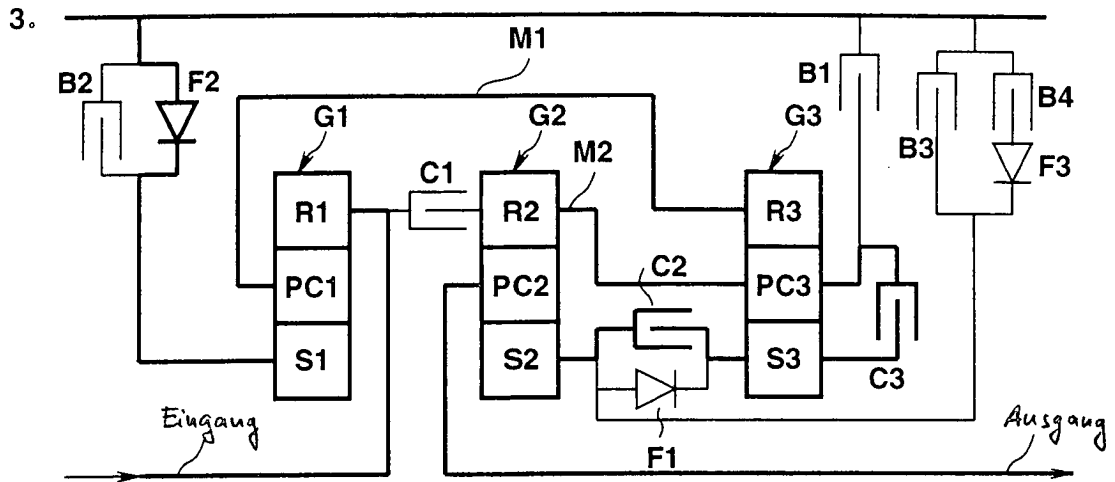 3.
M1
B2
F2
B1
B4
G1
G2
G3
B3
C1
M2
F3
R1
R2
R3
PC1
PC2
C2
PC3
S1
S2
S3
C3
Eingang
F1
Ausgang